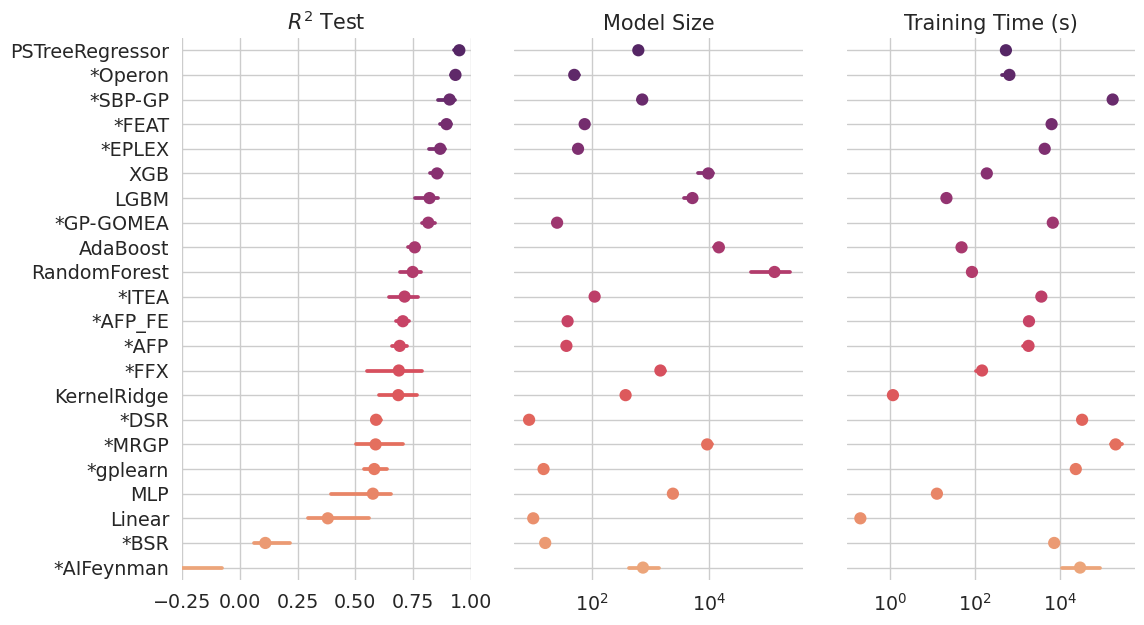 R² Test Model Size Training Time (s)
PSTreeRegressor
*Operon
*SBP-GP
*FEAT
*EPLEX
XGB
LGBM
*GP-GOMEA
AdaBoost
RandomForest
*ITEA
*AFP_FE
*AFP
*FFX
KernelRidge
*DSR
*MRGP
*gplearn
MLP
Linear
*BSR
*AIFeynman
−0.25 0.00 0.25 0.50 0.75 1.00 10² 10⁴ 10⁰ 10² 10⁴